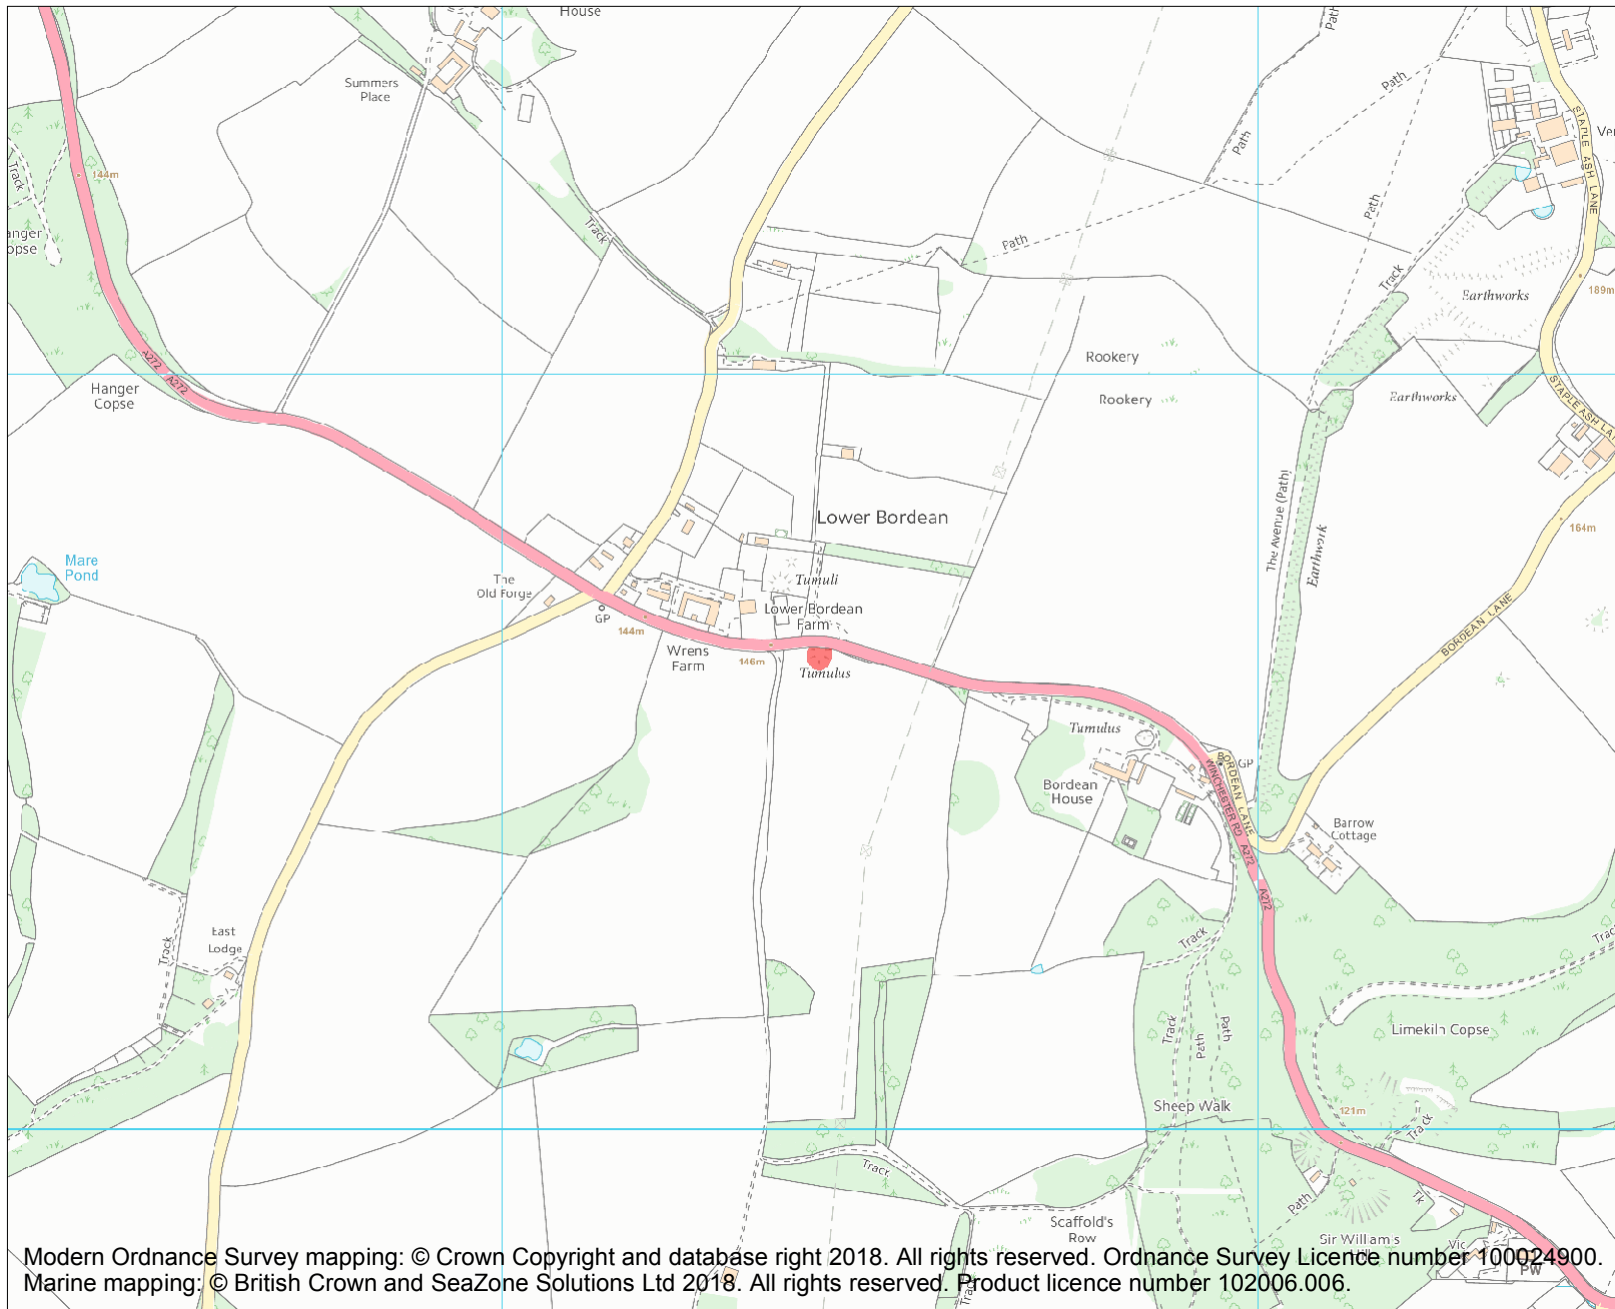 House
Path
Summers
Place
Path
STAPLE ASH LANE
Path
Track
144m
Path
Track
Path
Track
Earthworks
189m
Rookery
A272
A272
Hanger
Copse
Rookery
Earthworks
STAPLE ASH
Lower Bordean
The Avenue (Path)
Earthwork
164m
Mare
Pond
The
Old Forge
Tumuli
Lower Bordean
Farm
GP
144m
BORDEAN LANE
Wrens
Farm
146m
Tumulus
Tumulus
GP
Bordean
House
BORDEAN LANE
WINCHESTER RD
A272
Barrow
Cottage
A272
East
Lodge
Track
Track
Track
Path
Path
Limekiln Copse
Sheep Walk
121m
Track
Track
Path
Tk
Scaffold's
Row
Sir William's
Hill
Vic
PW
Track
Modern Ordnance Survey mapping: © Crown Copyright and database right 2018. All rights reserved. Ordnance Survey Licence number 100024900.
Marine mapping: © British Crown and SeaZone Solutions Ltd 2018. All rights reserved. Product licence number 102006.006.